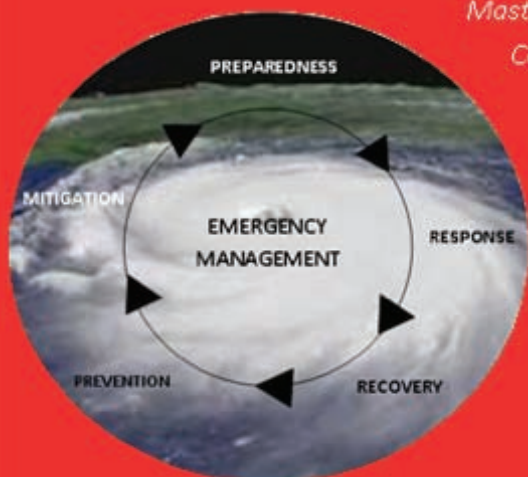 PREPAREDNESS
MITIGATION
EMERGENCY
MANAGEMENT
RESPONSE
PREVENTION
RECOVERY